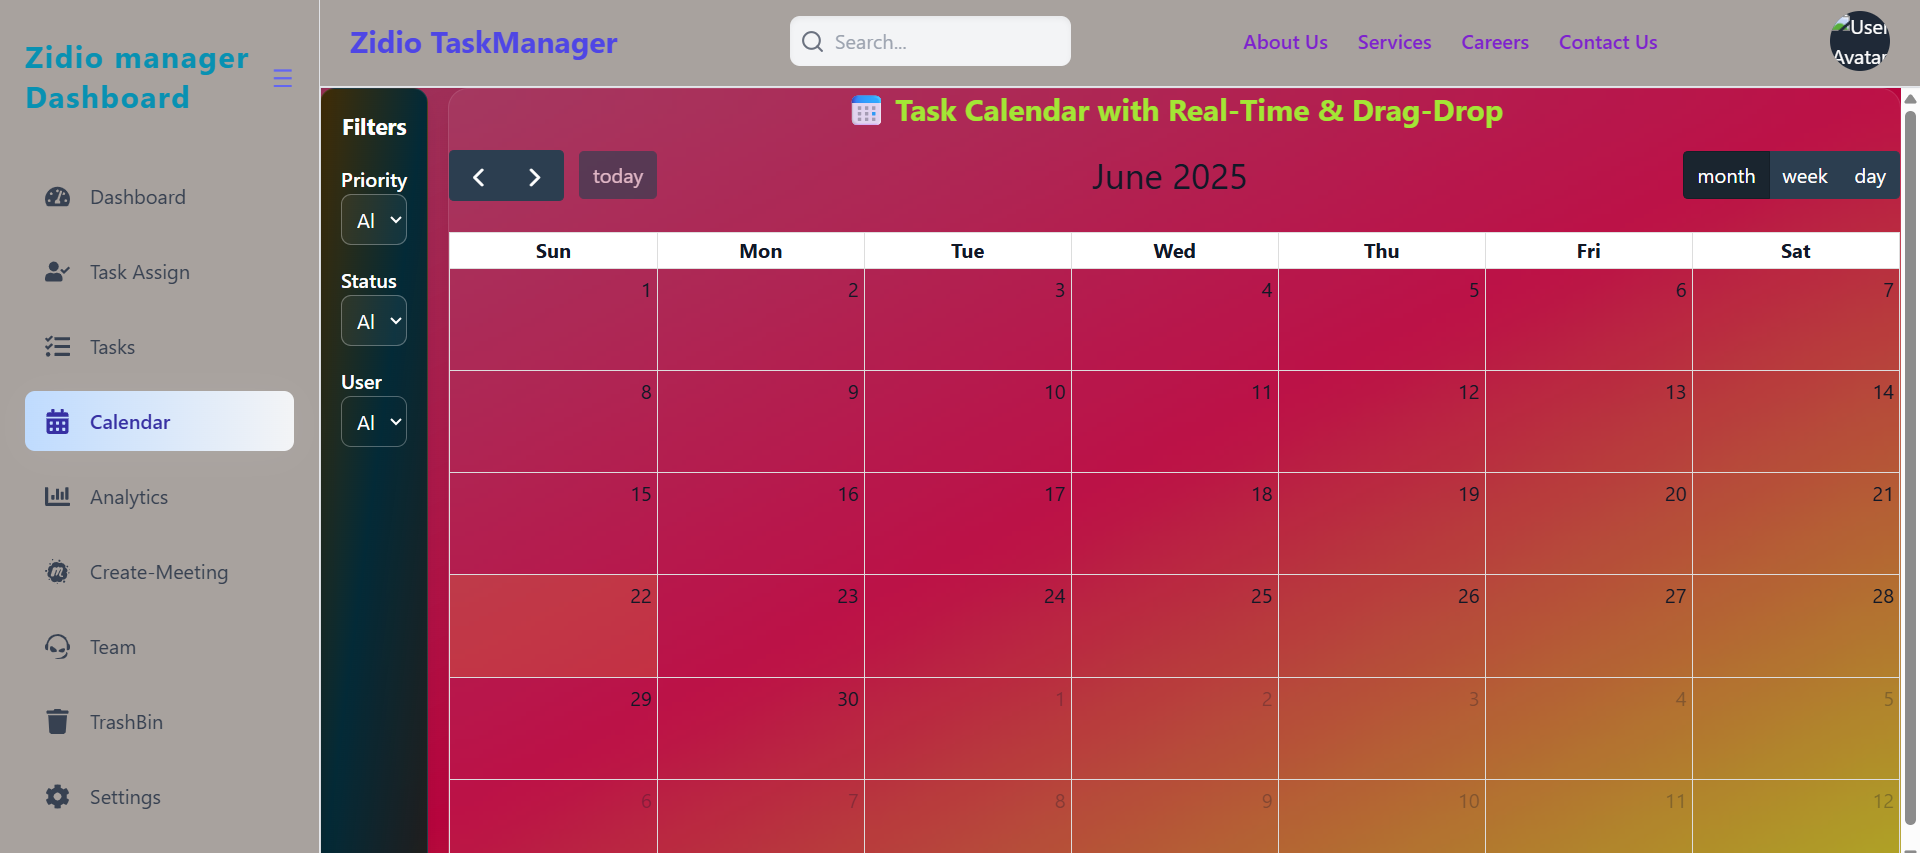 Zidio manager
Dashboard
Dashboard
Task Assign
Tasks
Calendar
Analytics
Create-Meeting
Team
TrashBin
Settings
Zidio TaskManager
Search...
About Us Services Careers Contact Us
User
Avatar
Filters
Priority
Al
Status
Al
User
Al
Task Calendar with Real-Time & Drag-Drop
today
June 2025
month week day
Sun Mon Tue Wed Thu Fri Sat
1 2 3 4 5 6 7
8 9 10 11 12 13 14
15 16 17 18 19 20 21
22 23 24 25 26 27 28
29 30 1 2 3 4 5
6 7 8 9 10 11 12